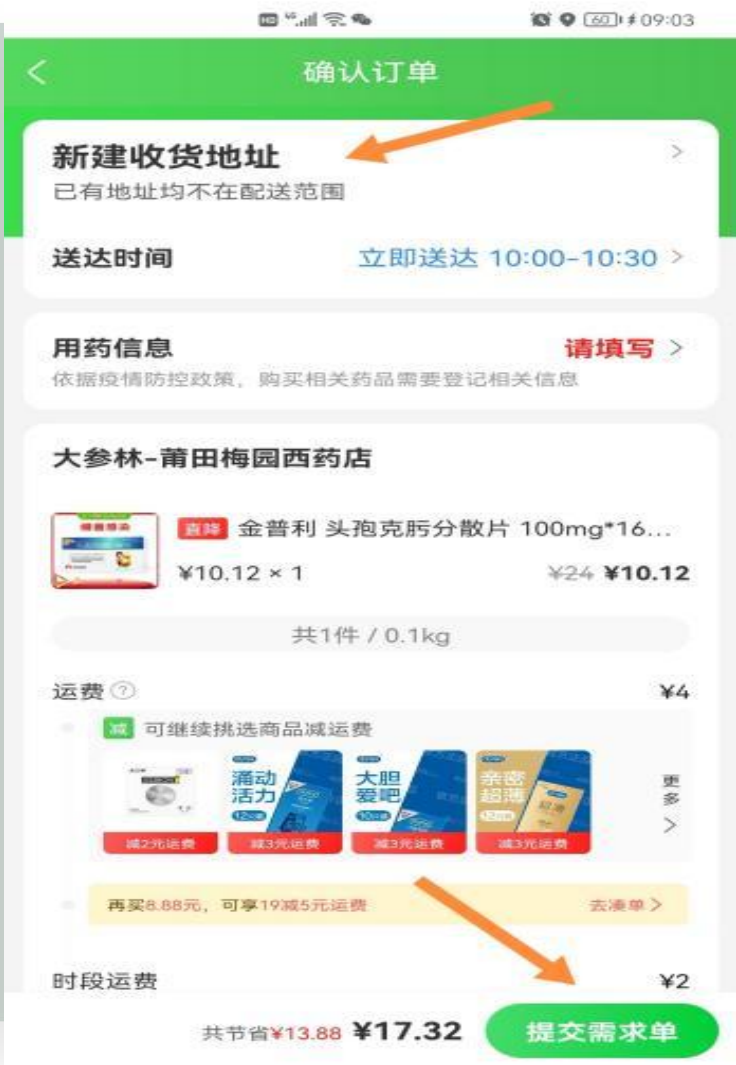 09:03
确认订单
新建收货地址
已有地址均不在配送范围
送达时间 立即送达 10:00-10:30
用药信息 请填写
依据疫情防控政策，购买相关药品需要登记相关信息
大参林-莆田梅园西药店
直降 金普利 头孢克肟分散片 100mg*16...
¥10.12 × 1 ¥24 ¥10.12
共1件 / 0.1kg
运费 ? ¥4
减 可继续挑选商品减运费
涌动 大胆 亲密
活力 爱吧 超薄
减2元运费 减3元运费 减3元运费 减3元运费
更多
再买8.88元，可享19减5元运费 去凑单
时段运费 ¥2
共节省¥13.88 ¥17.32 提交需求单